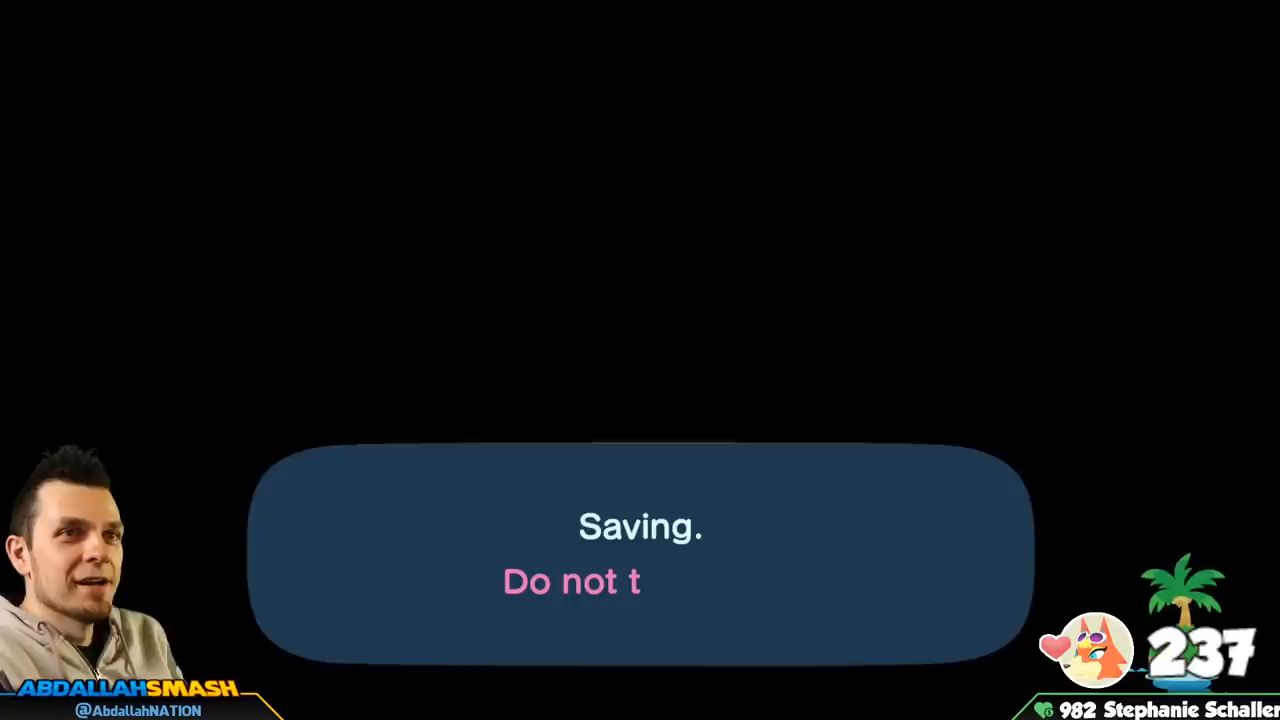 Saving.
Do not t
237
ABDALLAHSMASH
@AbdallahNATION
982 Stephanie Schaller